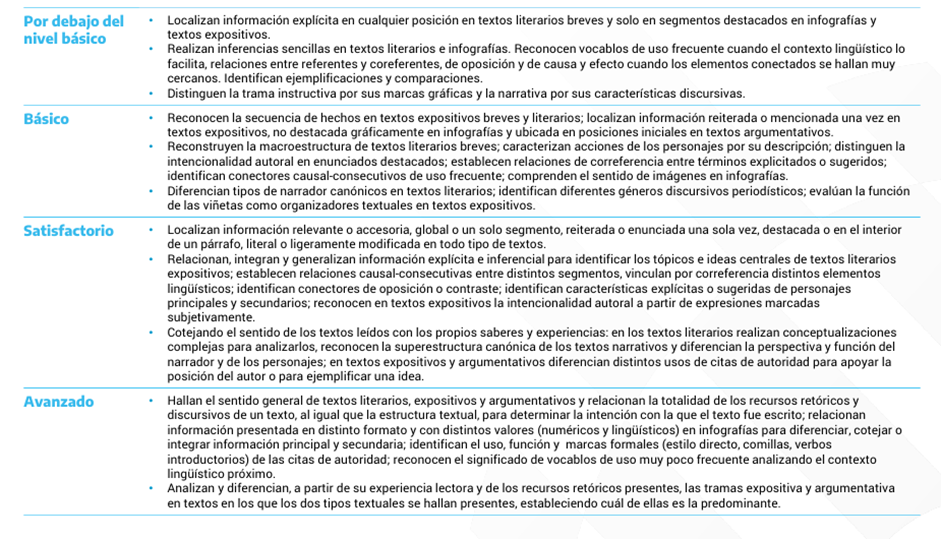 Por debajo del
nivel básico
• Localizan información explícita en cualquier posición en textos literarios breves y solo en segmentos destacados en infografías y
textos expositivos.
• Realizan inferencias sencillas en textos literarios e infografías. Reconocen vocablos de uso frecuente cuando el contexto lingüístico lo
facilita, relaciones entre referentes y coreferentes, de oposición y de causa y efecto cuando los elementos conectados se hallan muy
cercanos. Identifican ejemplificaciones y comparaciones.
• Distinguen la trama instructiva por sus marcas gráficas y la narrativa por sus características discursivas.
Básico
• Reconocen la secuencia de hechos en textos expositivos breves y literarios; localizan información reiterada o mencionada una vez en
textos expositivos, no destacada gráficamente en infografías y ubicada en posiciones iniciales en textos argumentativos.
• Reconstruyen la macroestructura de textos literarios breves; caracterizan acciones de los personajes por su descripción; distinguen la
intencionalidad autoral en enunciados destacados; establecen relaciones de correferencia entre términos explicitados o sugeridos;
identifican conectores causal-consecutivos de uso frecuente; comprenden el sentido de imágenes en infografías.
• Diferencian tipos de narrador canónicos en textos literarios; identifican diferentes géneros discursivos periodísticos; evalúan la función
de las viñetas como organizadores textuales en textos expositivos.
Satisfactorio
• Localizan información relevante o accesoria, global o un solo segmento, reiterada o enunciada una sola vez, destacada o en el interior
de un párrafo, literal o ligeramente modificada en todo tipo de textos.
• Relacionan, integran y generalizan información explícita e inferencial para identificar los tópicos e ideas centrales de textos literarios
expositivos; establecen relaciones causal-consecutivas entre distintos segmentos, vinculan por correferencia distintos elementos
lingüísticos; identifican conectores de oposición o contraste; identifican características explícitas o sugeridas de personajes
principales y secundarios; reconocen en textos expositivos la intencionalidad autoral a partir de expresiones marcadas
subjetivamente.
• Cotejando el sentido de los textos leídos con los propios saberes y experiencias: en los textos literarios realizan conceptualizaciones
complejas para analizarlos, reconocen la superestructura canónica de los textos narrativos y diferencian la perspectiva y función del
narrador y de los personajes; en textos expositivos y argumentativos diferencian distintos usos de citas de autoridad para apoyar la
posición del autor o para ejemplificar una idea.
Avanzado
• Hallan el sentido general de textos literarios, expositivos y argumentativos y relacionan la totalidad de los recursos retóricos y
discursivos de un texto, al igual que la estructura textual, para determinar la intención con la que el texto fue escrito; relacionan
información presentada en distinto formato y con distintos valores (numéricos y lingüísticos) en infografías para diferenciar, cotejar o
integrar información principal y secundaria; identifican el uso, función y marcas formales (estilo directo, comillas, verbos
introductorios) de las citas de autoridad; reconocen el significado de vocablos de uso muy poco frecuente analizando el contexto
lingüístico próximo.
• Analizan y diferencian, a partir de su experiencia lectora y de los recursos retóricos presentes, las tramas expositiva y argumentativa
en textos en los que los dos tipos textuales se hallan presentes, estableciendo cuál de ellas es la predominante.